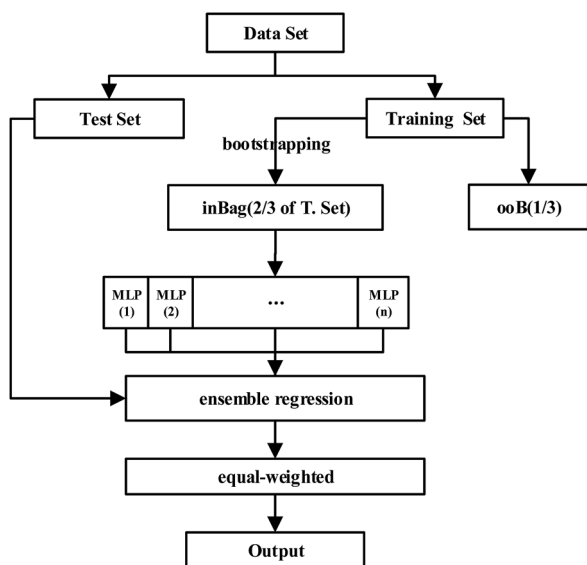 Data Set
Test Set
Training Set
bootstrapping
inBag(2/3 of T. Set)
ooB(1/3)
MLP
(1)
MLP
(2)
...
MLP
(n)
ensemble regression
equal-weighted
Output